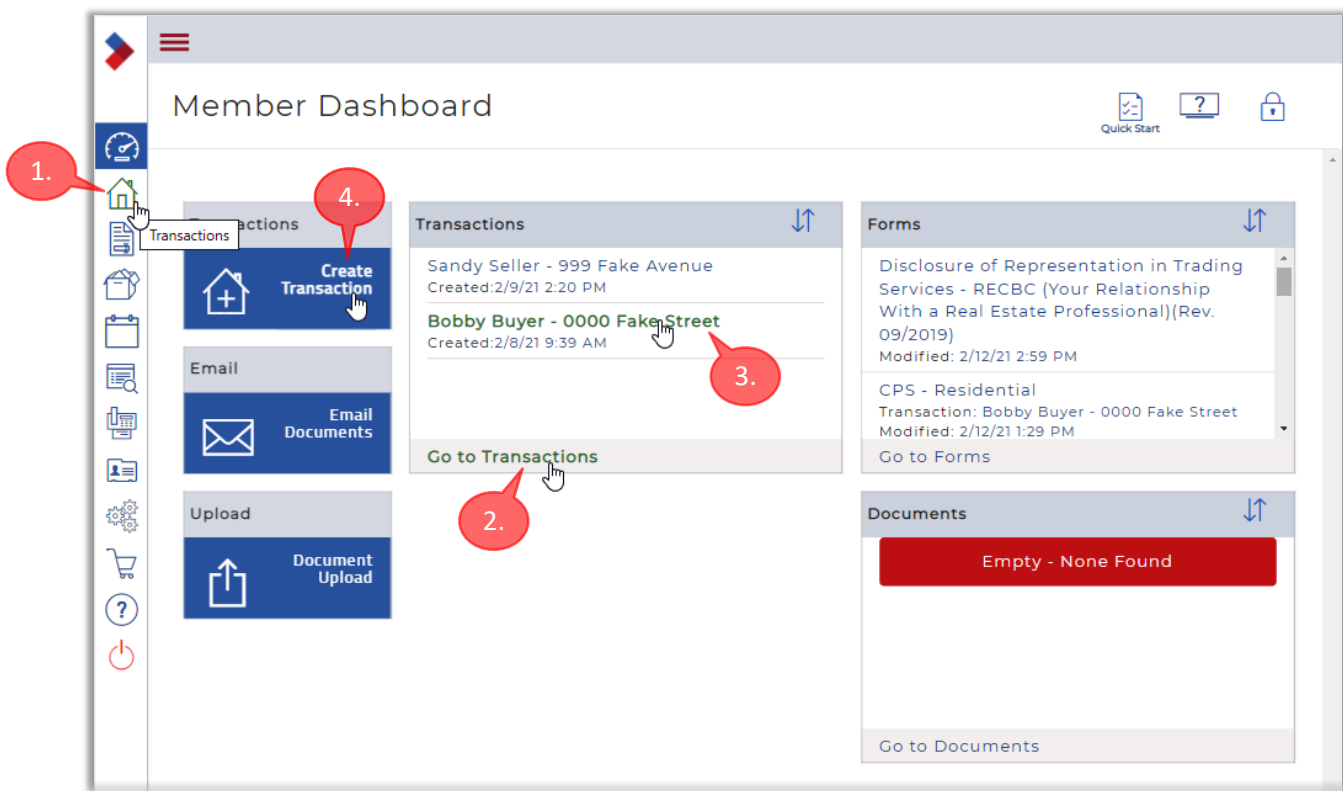 Member Dashboard
Quick Start
?
1.
Transactions
?
Transactions
4.
Create
Transaction
Email
Email
Documents
Upload
Document
Upload
Transactions
Sandy Seller - 999 Fake Avenue
Created:2/9/21 2:20 PM
Bobby Buyer - 0000 Fake Street
Created:2/8/21 9:39 AM
3.
Go to Transactions
2.
Forms
Disclosure of Representation in Trading
Services - RECBC (Your Relationship
With a Real Estate Professional)(Rev.
09/2019)
Modified: 2/12/21 2:59 PM
CPS - Residential
Transaction: Bobby Buyer - 0000 Fake Street
Modified: 2/12/21 1:29 PM
Go to Forms
Documents
Empty - None Found
Go to Documents